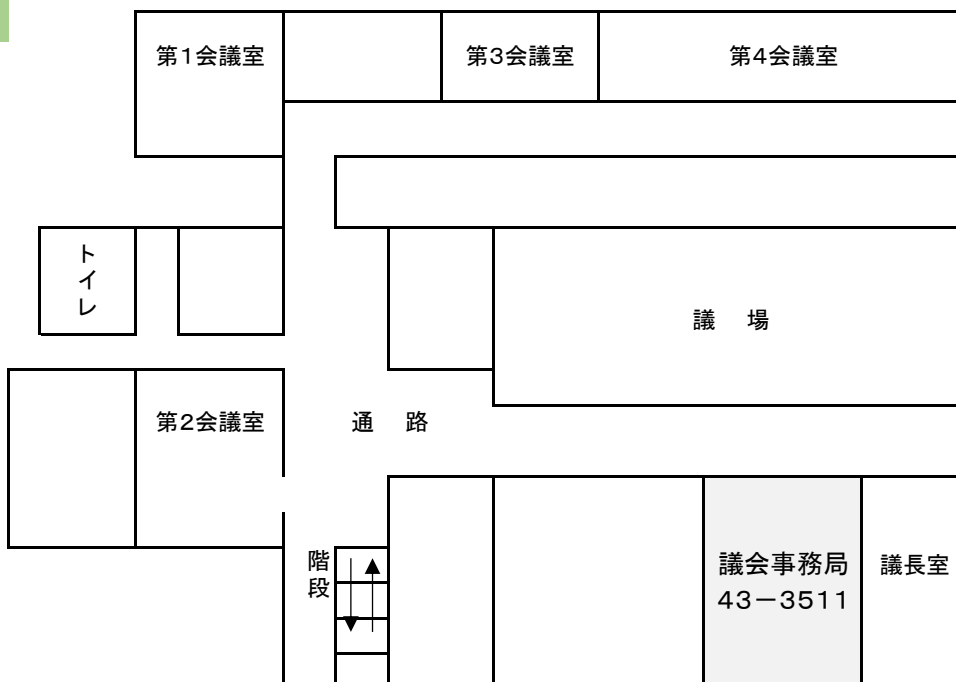 第1会議室
第3会議室
第4会議室
トイレ
議　場
第2会議室
通　路
階段
議会事務局
43－3511
議長室